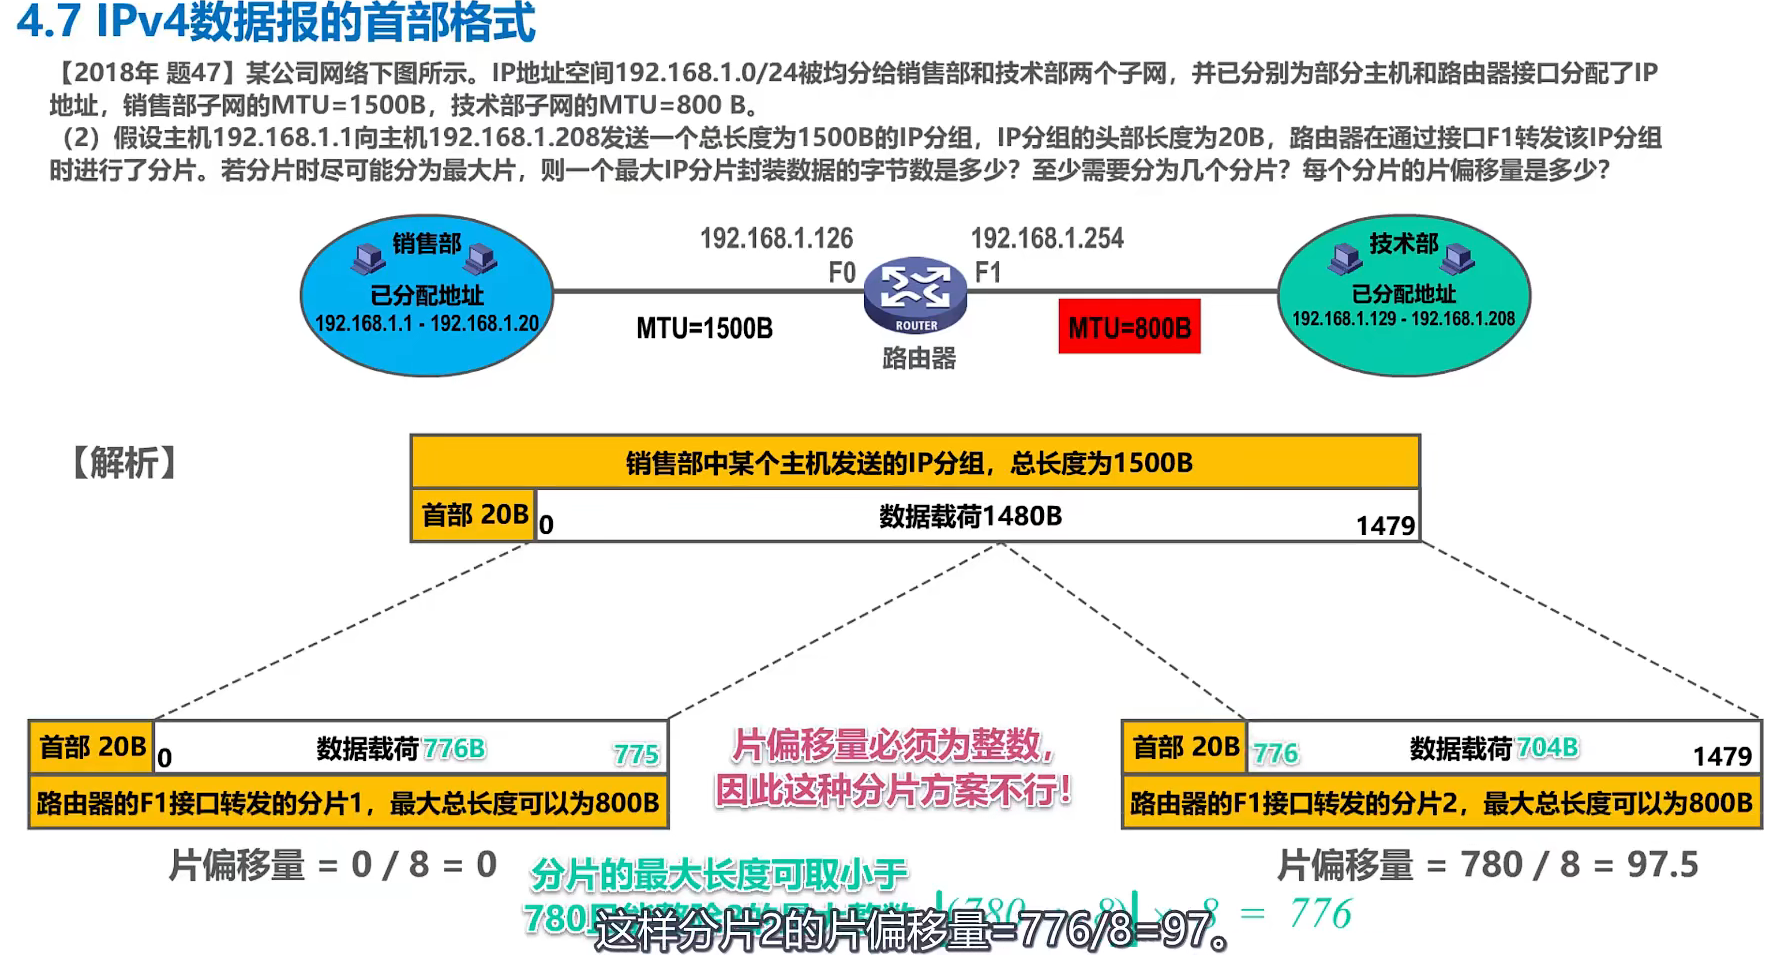 4.7 IPv4数据报的首部格式
【2018年 题47】某公司网络下图所示。IP地址空间192.168.1.0/24被均分给销售部和技术部两个子网，并已分别为部分主机和路由器接口分配了IP
地址，销售部子网的MTU=1500B，技术部子网的MTU=800 B。
（2）假设主机192.168.1.1向主机192.168.1.208发送一个总长度为1500B的IP分组，IP分组的头部长度为20B，路由器在通过接口F1转发该IP分组
时进行了分片。若分片时尽可能分为最大片，则一个最大IP分片封装数据的字节数是多少？至少需要分为几个分片？每个分片的片偏移量是多少？
销售部
已分配地址
192.168.1.1 - 192.168.1.20
192.168.1.126
F0
MTU=1500B
ROUTER
路由器
192.168.1.254
F1
MTU=800B
技术部
已分配地址
192.168.1.129 - 192.168.1.208
【解析】
销售部中某个主机发送的IP分组，总长度为1500B
首部 20B
0
数据载荷1480B
1479
首部 20B
0
数据载荷776B
775
路由器的F1接口转发的分片1，最大总长度可以为800B
片偏移量必须为整数，
因此这种分片方案不行！
首部 20B
776
数据载荷704B
1479
路由器的F1接口转发的分片2，最大总长度可以为800B
片偏移量 = 0 / 8 = 0
片偏移量 = 780 / 8 = 97.5
分片的最大长度可取小于
780
8 = 776
这样分片2的片偏移量=776/8=97。